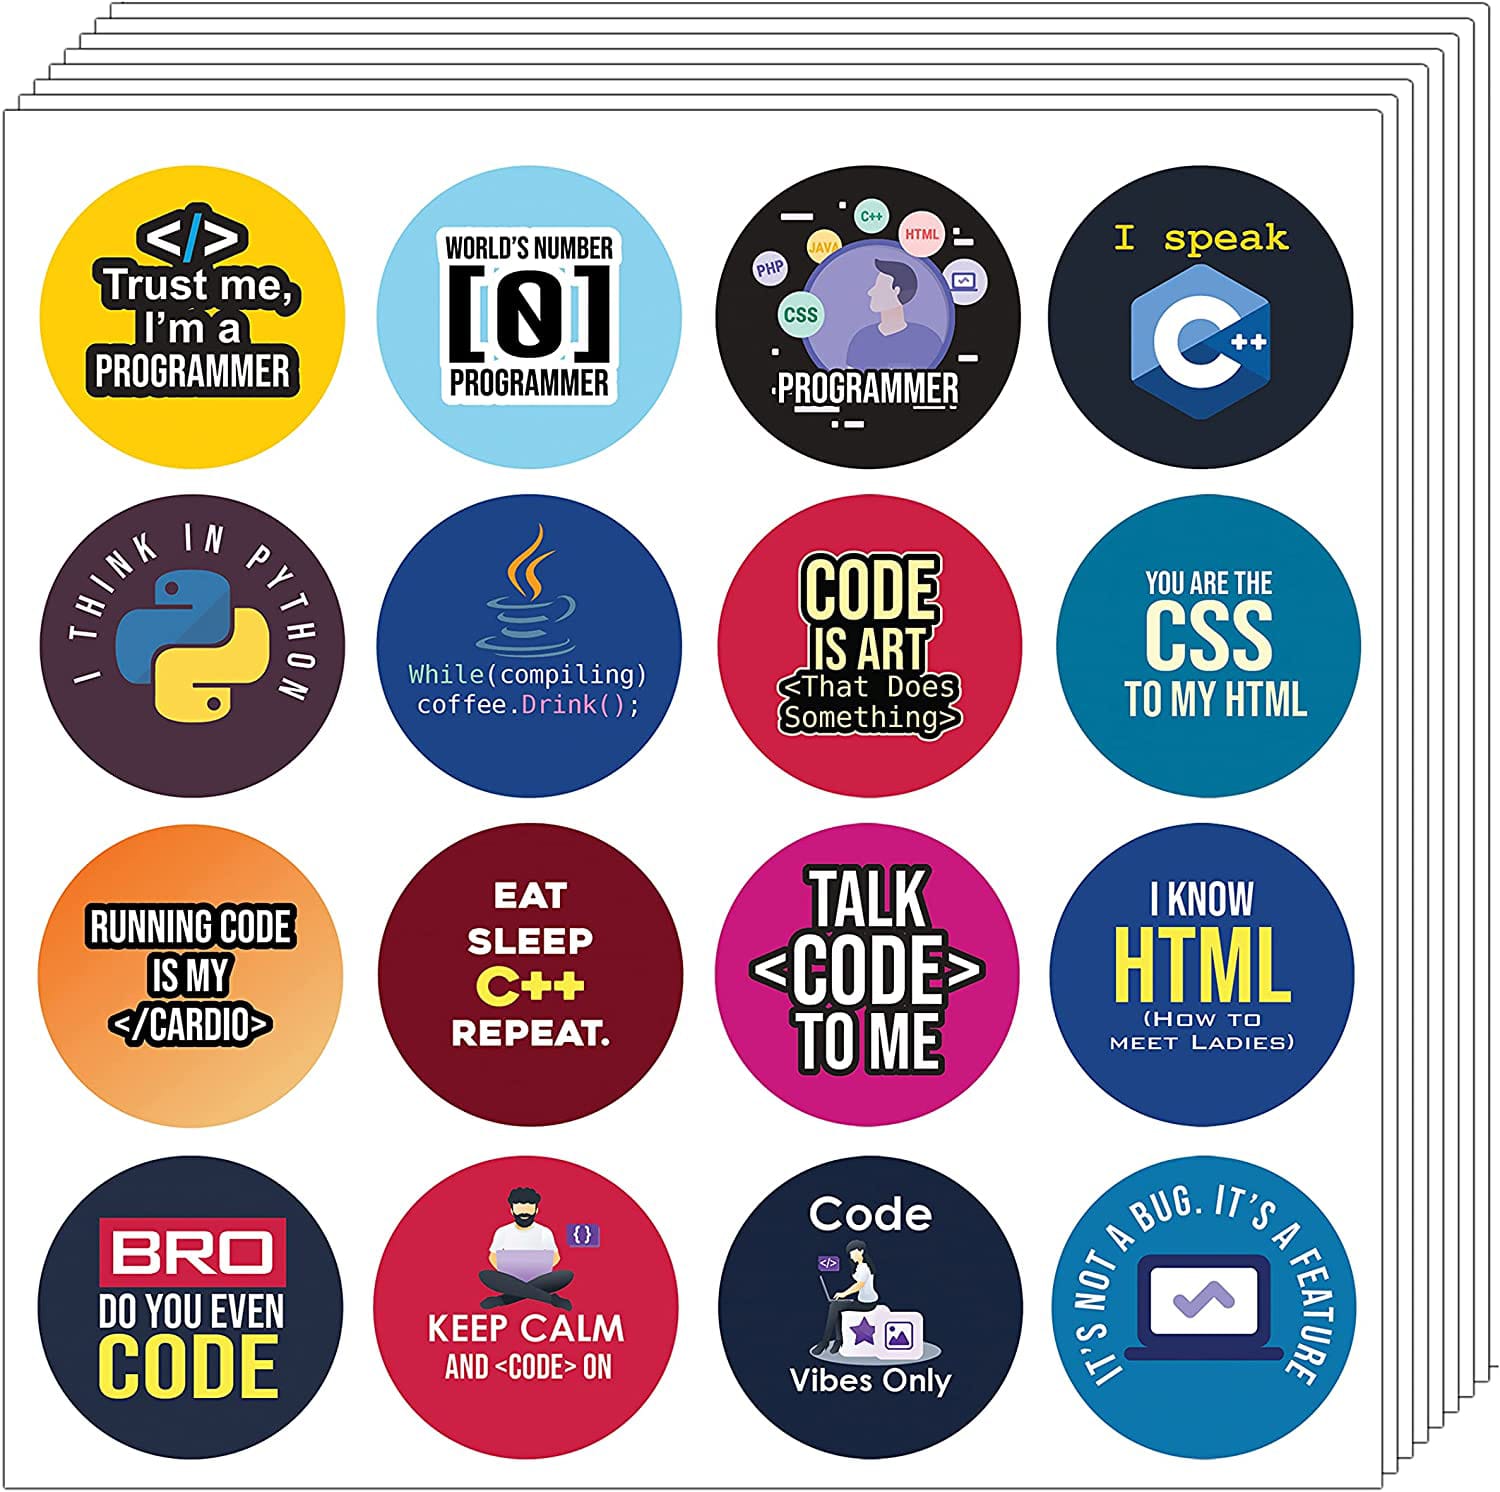 </>
Trust me,
I'm a
PROGRAMMER
WORLD'S NUMBER
[0]
PROGRAMMER
C++
HTML
JAVA
PHP
CSS
PROGRAMMER
I speak
C++
I THINK IN PYTHON
While(compiling)
coffee.Drink();
CODE
IS ART
<That Does
Something>
YOU ARE THE
CSS
TO MY HTML
RUNNING CODE
IS MY
</CARDIO>
EAT
SLEEP
C++
REPEAT.
TALK
<CODE>
TO ME
I KNOW
HTML
(HOW TO
MEET LADIES)
BRO
DO YOU EVEN
CODE
{}
KEEP CALM
AND <CODE> ON
Code
</>
Vibes Only
IT'S NOT A BUG. IT'S A FEATURE